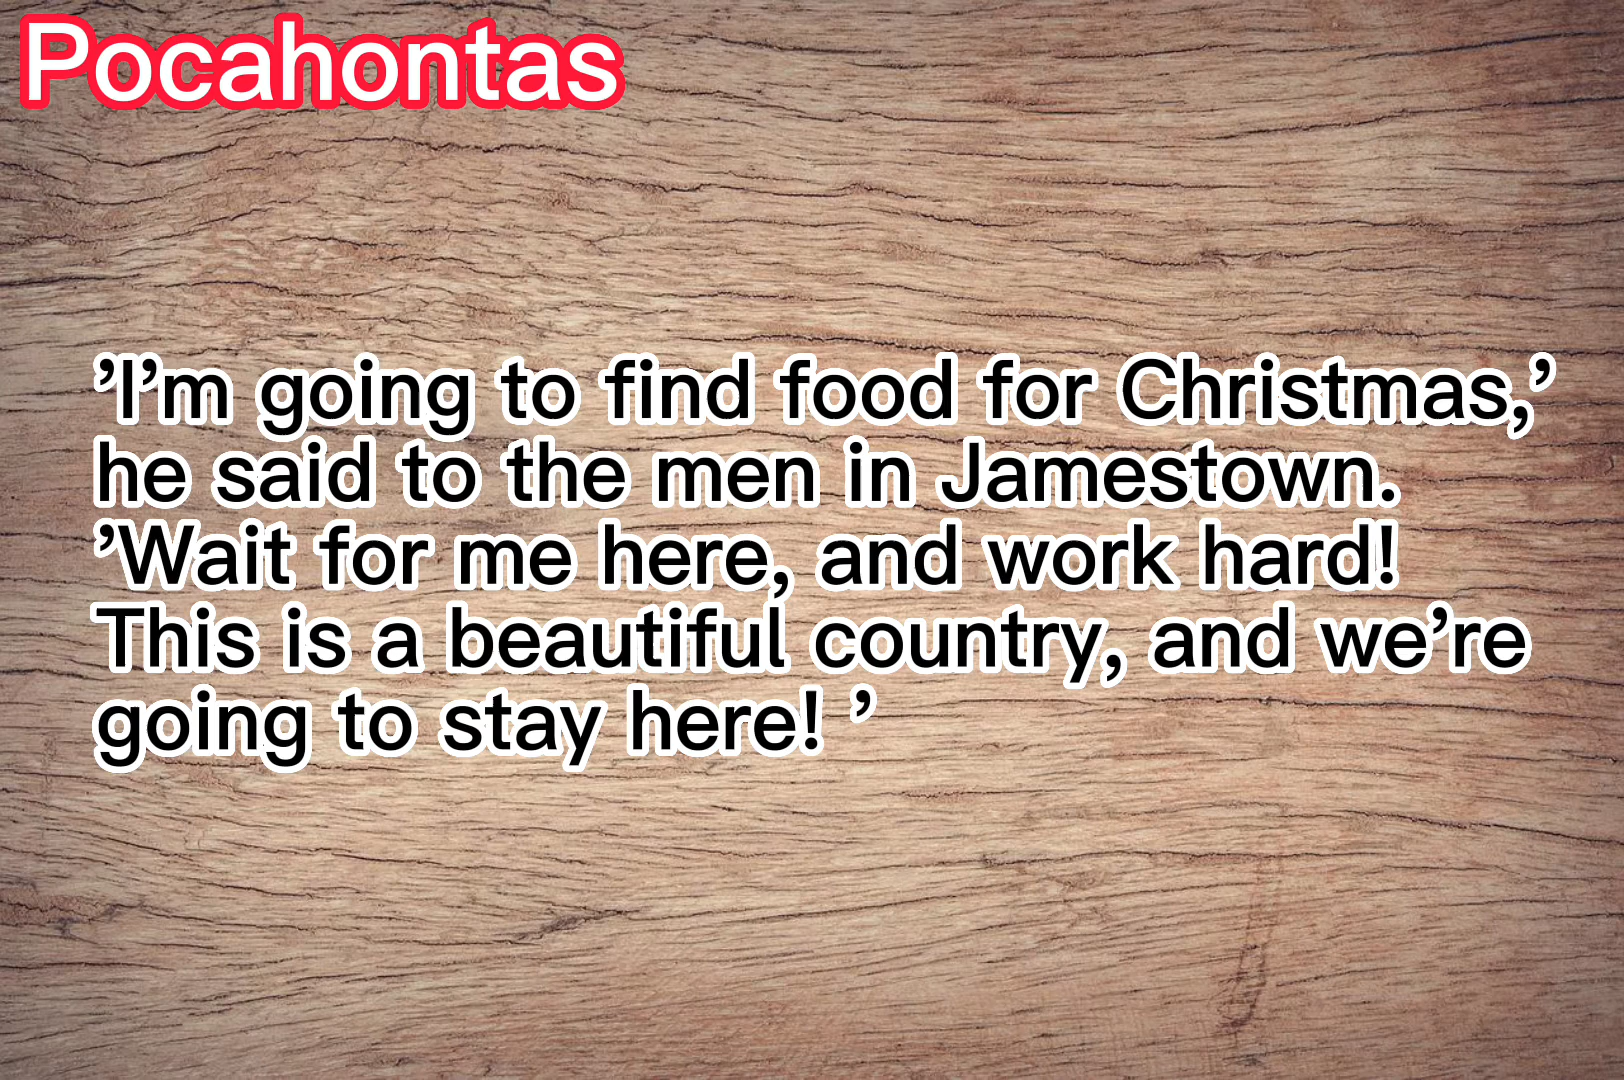 Pocahontas
’I’m going to find food for Christmas,’
he said to the men in Jamestown.
’Wait for me here, and work hard!
This is a beautiful country, and we’re
going to stay here! ’